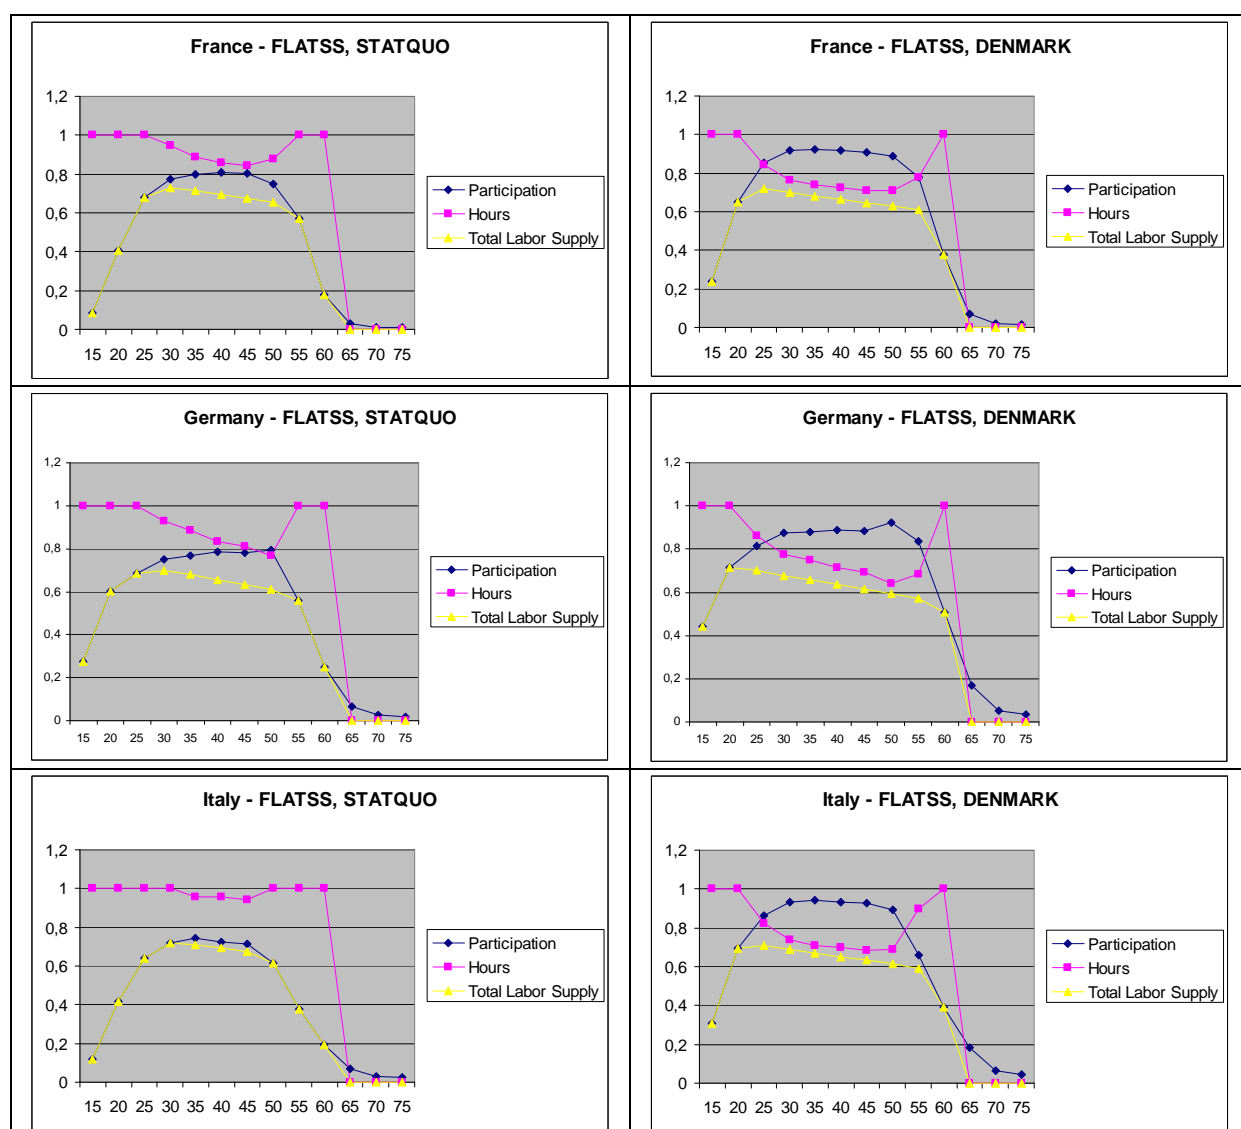 France - FLATSS, STATQUO
1,2
1
0,8
0,6
0,4
0,2
0
15 20 25 30 35 40 45 50 55 60 65 70 75
Participation
Hours
Total Labor Supply
France - FLATSS, DENMARK
1,2
1
0,8
0,6
0,4
0,2
0
15 20 25 30 35 40 45 50 55 60 65 70 75
Participation
Hours
Total Labor Supply
Germany - FLATSS, STATQUO
1,2
1
0,8
0,6
0,4
0,2
0
15 20 25 30 35 40 45 50 55 60 65 70 75
Participation
Hours
Total Labor Supply
Germany - FLATSS, DENMARK
1,2
1
0,8
0,6
0,4
0,2
0
15 20 25 30 35 40 45 50 55 60 65 70 75
Participation
Hours
Total Labor Supply
Italy - FLATSS, STATQUO
1,2
1
0,8
0,6
0,4
0,2
0
15 20 25 30 35 40 45 50 55 60 65 70 75
Participation
Hours
Total Labor Supply
Italy - FLATSS, DENMARK
1,2
1
0,8
0,6
0,4
0,2
0
15 20 25 30 35 40 45 50 55 60 65 70 75
Participation
Hours
Total Labor Supply